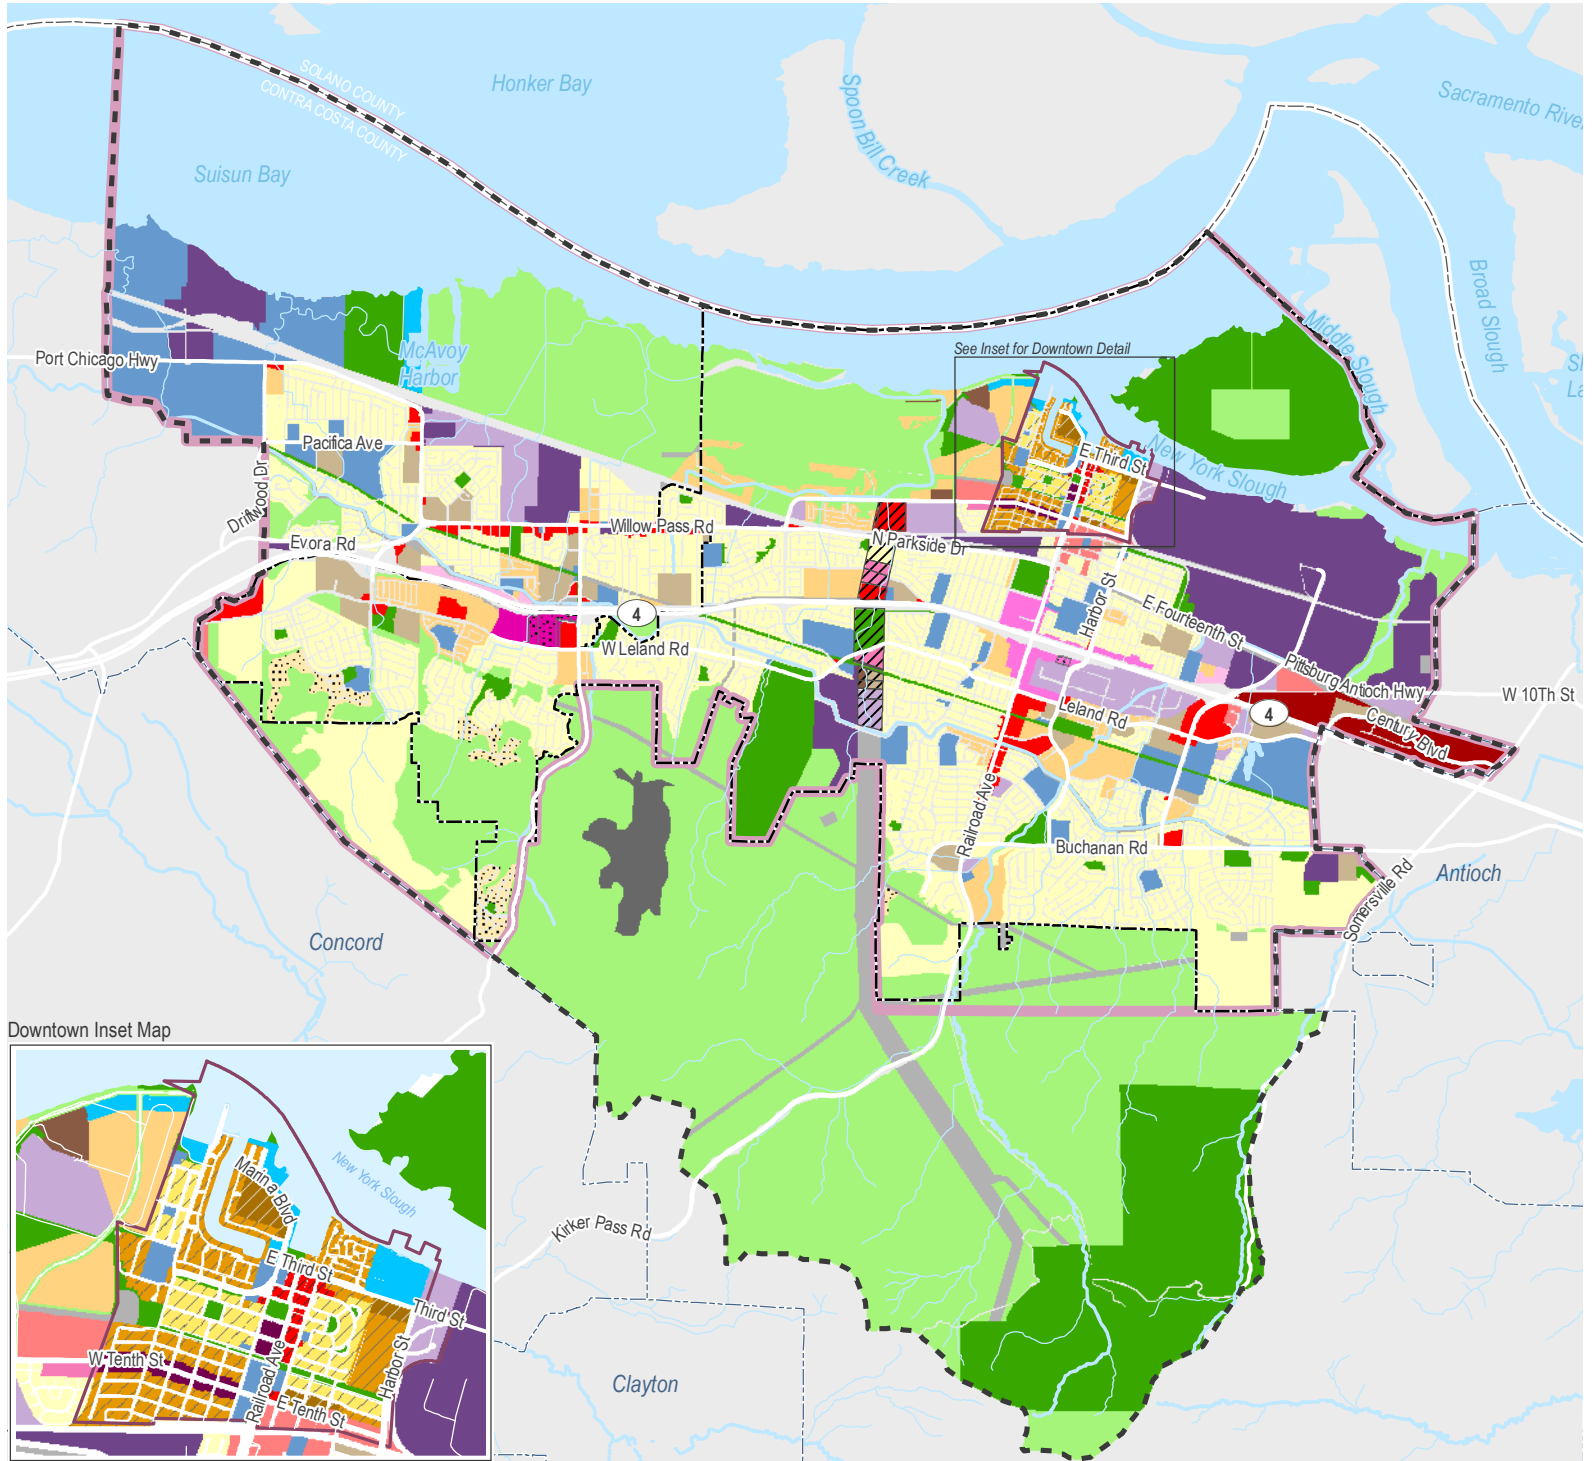 Honker Bay
SOLANO COUNTY
CONTRA COSTA COUNTY
Spoon Bill Creek
Sacramento River
Suisun Bay
Broad Slough
Middle Slough
McAvoy
Harbor
Port Chicago Hwy
See Inset for Downtown Detail
Pacifica Ave
E Third St
New York Slough
Driftwood Dr
Willow Pass Rd
N Parkside Dr
Evora Rd
Harbor St
E Fourteenth St
4
W Leland Rd
Pittsburg Antioch Hwy
W 10Th St
Leland Rd
4
Century Blvd
Railroad Ave
Buchanan Rd
Somersville Rd
Antioch
Concord
Downtown Inset Map
New York Slough
Marina Blvd
E Third St
Third St
W Tenth St
Railroad Ave
Harbor St
E Tenth St
Kirker Pass Rd
Clayton